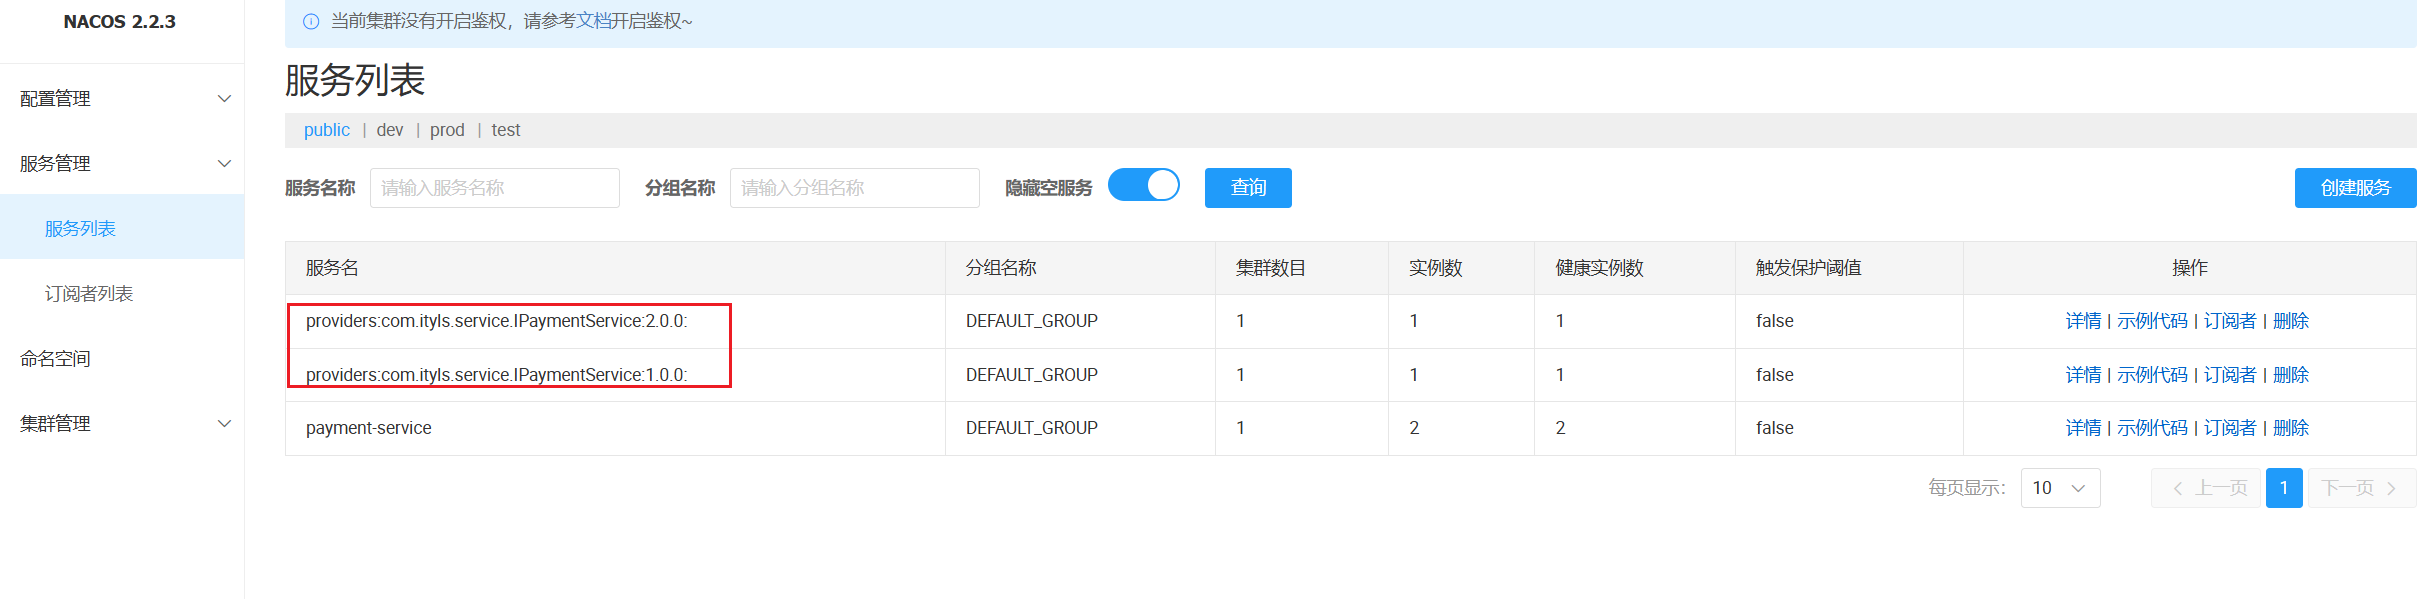 NACOS 2.2.3
当前集群没有开启鉴权，请参考文档开启鉴权~
服务列表
配置管理
public | dev | prod | test
服务管理
服务名称 请输入服务名称 分组名称 请输入分组名称 隐藏空服务 查询 创建服务
服务列表
服务名 分组名称 集群数目 实例数 健康实例数 触发保护阈值 操作
订阅者列表
providers:com.ityls.service.IPaymentService:2.0.0: DEFAULT_GROUP 1 1 1 false 详情 | 示例代码 | 订阅者 | 删除
命名空间
providers:com.ityls.service.IPaymentService:1.0.0: DEFAULT_GROUP 1 1 1 false 详情 | 示例代码 | 订阅者 | 删除
集群管理
payment-service DEFAULT_GROUP 1 2 2 false 详情 | 示例代码 | 订阅者 | 删除
每页显示： 10 上一页 1 下一页